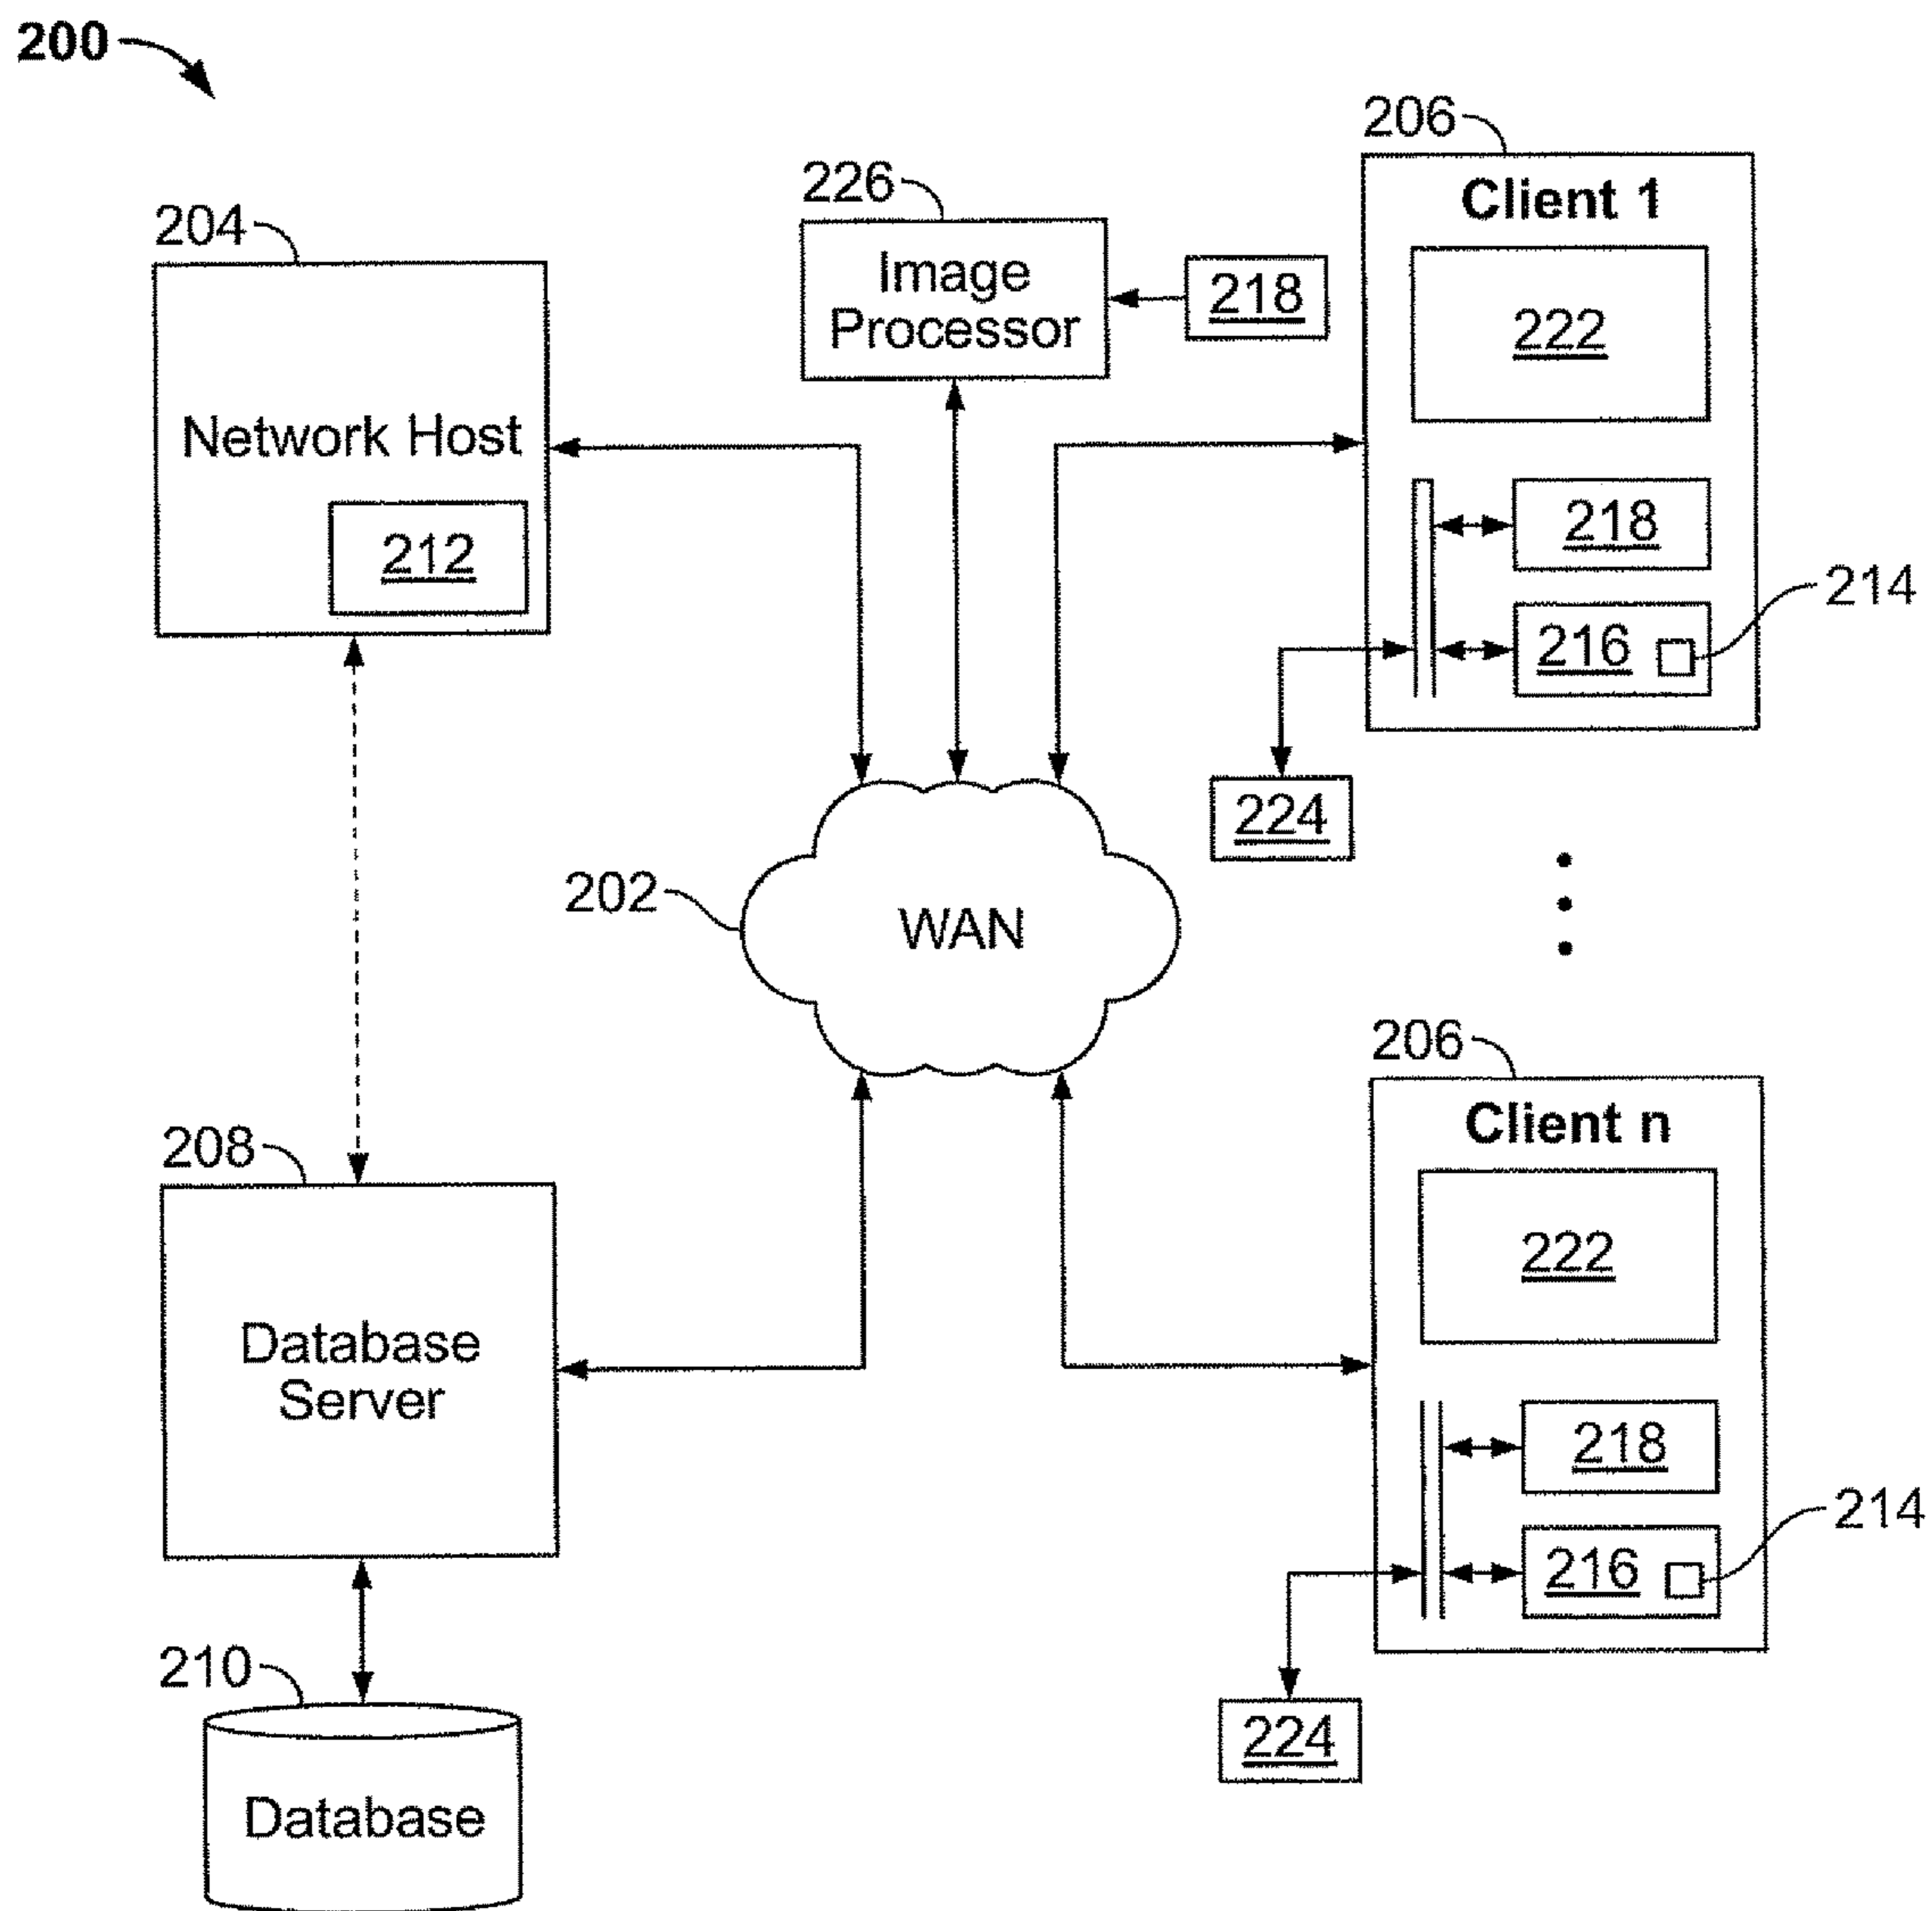 200
206
Client 1
222
218
216
214
224
226
Image
Processor
218
204
Network Host
212
202
WAN
206
Client n
222
218
216
214
224
208
Database
Server
210
Database